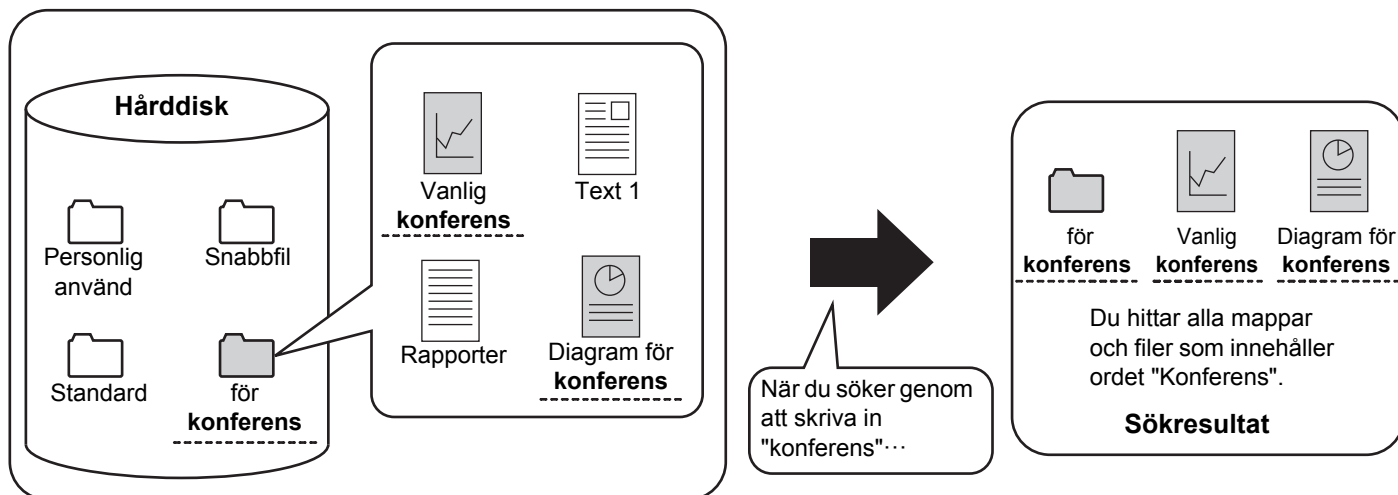 Hårddisk
Personlig
använd
Snabbfil
Standard
för
konferens
Vanlig
konferens
Text 1
Rapporter
Diagram för
konferens
När du söker genom
att skriva in
"konferens"···
för
konferens
Vanlig
konferens
Diagram för
konferens
Du hittar alla mappar
och filer som innehåller
ordet "Konferens".
Sökresultat